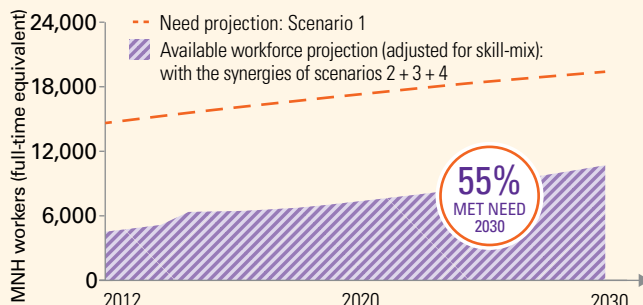 MNH workers (full-time equivalent)
24,000
18,000
12,000
6,000
0
Need projection: Scenario 1
Available workforce projection (adjusted for skill-mix):
with the synergies of scenarios 2 + 3 + 4
55%
MET NEED
2030
2012
2020
2030